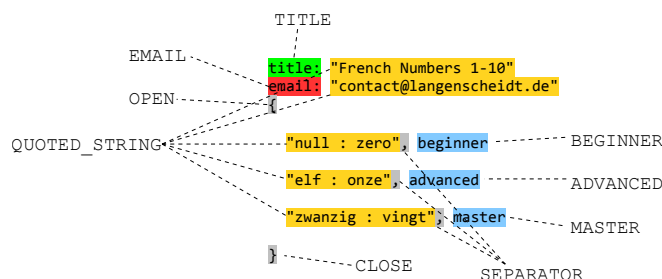 TITLE
EMAIL
title: "French Numbers 1-10"
email: "contact@langenscheidt.de"
OPEN
{
QUOTED_STRING
"null : zero", beginner
BEGINNER
"elf : onze", advanced
ADVANCED
"zwanzig : vingt", master
MASTER
}
CLOSE
SEPARATOR